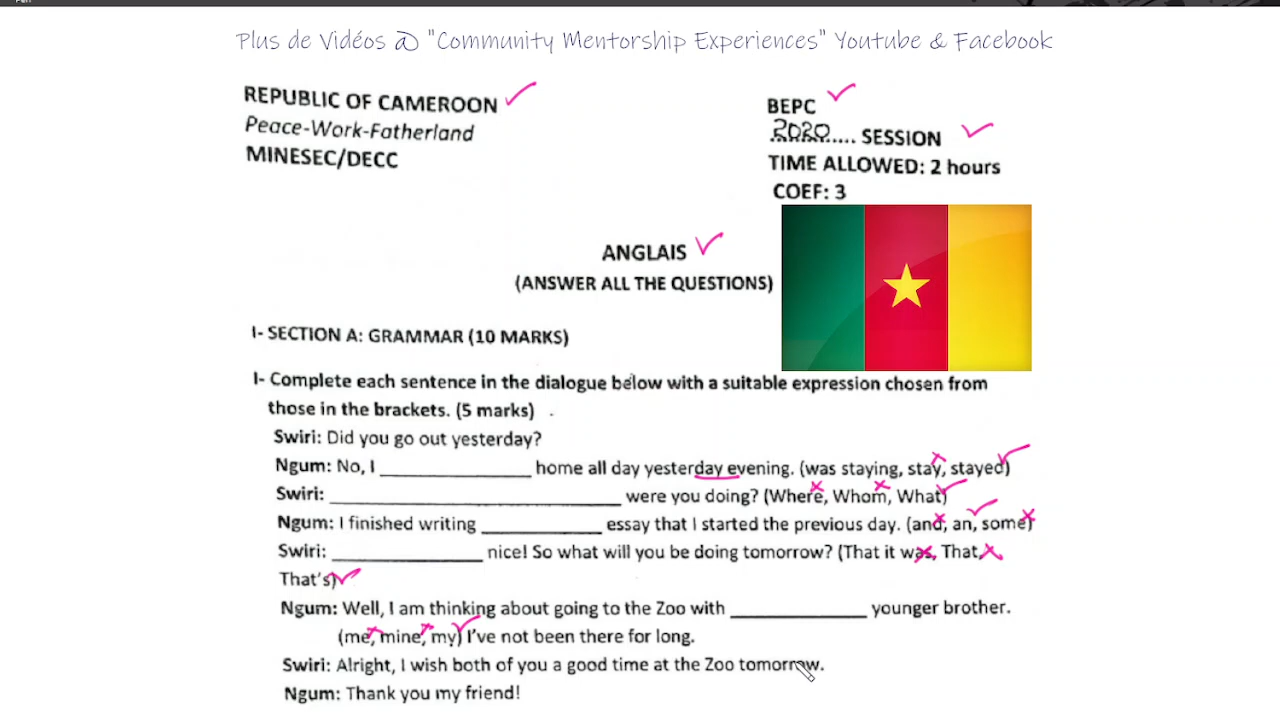 Plus de Vidéos @ "Community Mentorship Experiences" Youtube & Facebook
REPUBLIC OF CAMEROON
Peace-Work-Fatherland
MINESEC/DECC
BEPC
2020..... SESSION
TIME ALLOWED: 2 hours
COEF: 3
ANGLAIS
(ANSWER ALL THE QUESTIONS)
I- SECTION A: GRAMMAR (10 MARKS)
I- Complete each sentence in the dialogue below with a suitable expression chosen from
those in the brackets. (5 marks)
Swiri: Did you go out yesterday?
Ngum: No, I ______________ home all day yesterday evening. (was staying, stay, stayed)
Swiri: ___________________________ were you doing? (Where, Whom, What)
Ngum: I finished writing ___________ essay that I started the previous day. (and, an, some)
Swiri: ______________ nice! So what will you be doing tomorrow? (That it was, That,
That's)
Ngum: Well, I am thinking about going to the Zoo with _____________ younger brother.
(me, mine, my) I've not been there for long.
Swiri: Alright, I wish both of you a good time at the Zoo tomorrow.
Ngum: Thank you my friend!